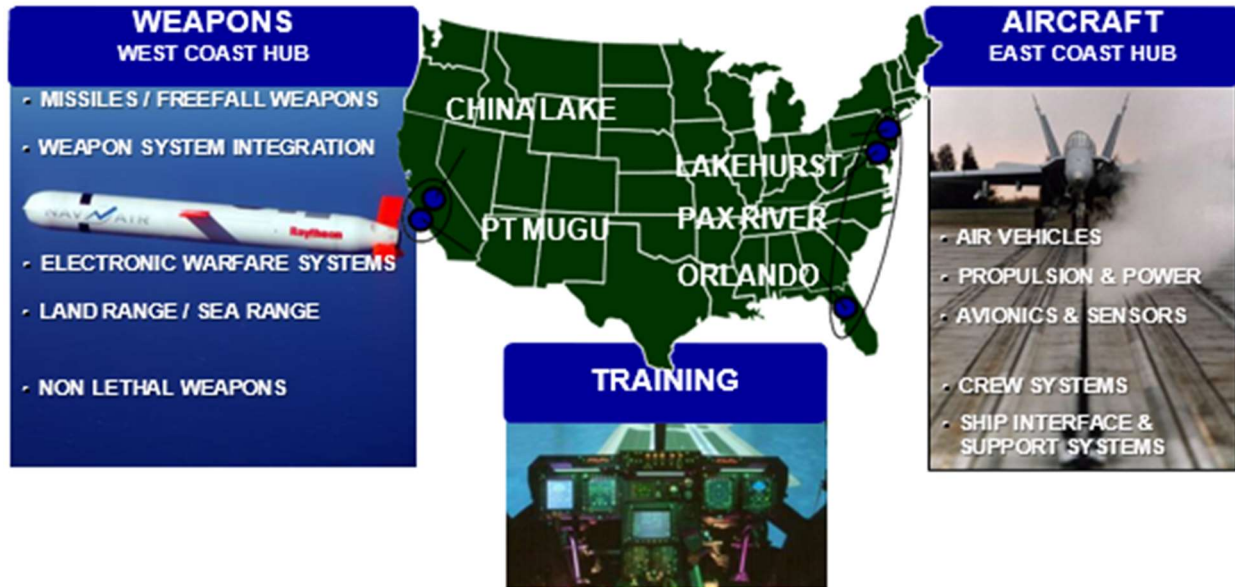 WEAPONS
WEST COAST HUB
- MISSILES / FREEFALL WEAPONS
- WEAPON SYSTEM INTEGRATION
NAVAIR
Raytheon
- ELECTRONIC WARFARE SYSTEMS
- LAND RANGE / SEA RANGE
- NON LETHAL WEAPONS
CHINA LAKE
LAKEHURST
PT MUGU
PAX RIVER
ORLANDO
TRAINING
AIRCRAFT
EAST COAST HUB
- AIR VEHICLES
- PROPULSION & POWER
- AVIONICS & SENSORS
- CREW SYSTEMS
- SHIP INTERFACE &
SUPPORT SYSTEMS